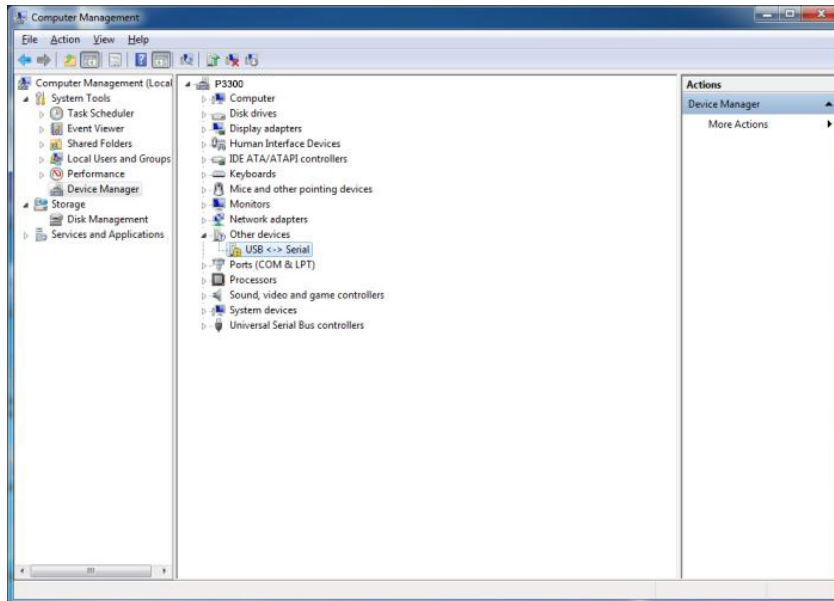 Computer Management
File Action View Help
Computer Management (Local
System Tools
Task Scheduler
Event Viewer
Shared Folders
Local Users and Groups
Performance
Device Manager
Storage
Disk Management
Services and Applications
P3300
Computer
Disk drives
Display adapters
Human Interface Devices
IDE ATA/ATAPI controllers
Keyboards
Mice and other pointing devices
Monitors
Network adapters
Other devices
USB <-> Serial
Ports (COM & LPT)
Processors
Sound, video and game controllers
System devices
Universal Serial Bus controllers
Actions
Device Manager
More Actions